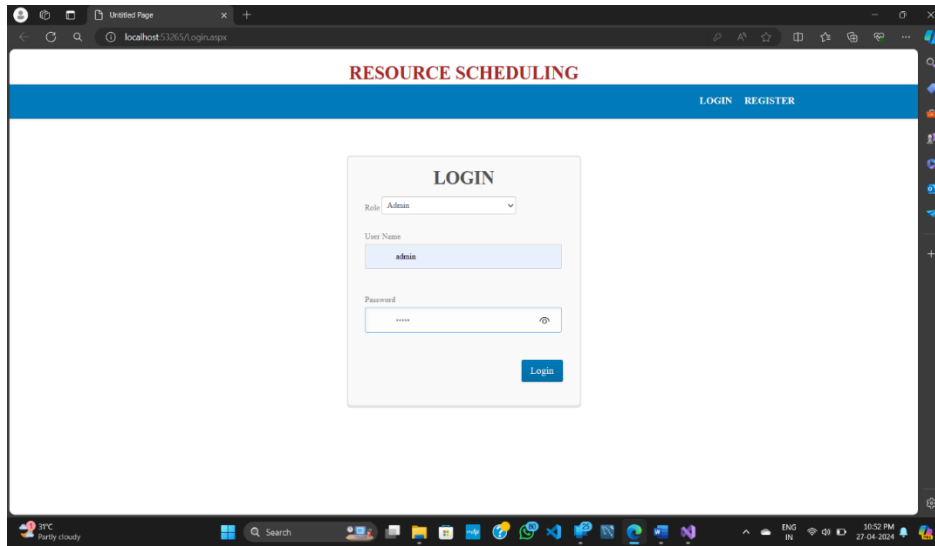 Untitled Page
localhost:53265/Login.aspx
RESOURCE SCHEDULING
LOGIN REGISTER
LOGIN
Role Admin
User Name
admin
Password
•••••
Login
31°C
Partly cloudy
Search
ENG
IN
10:52 PM
27-04-2024